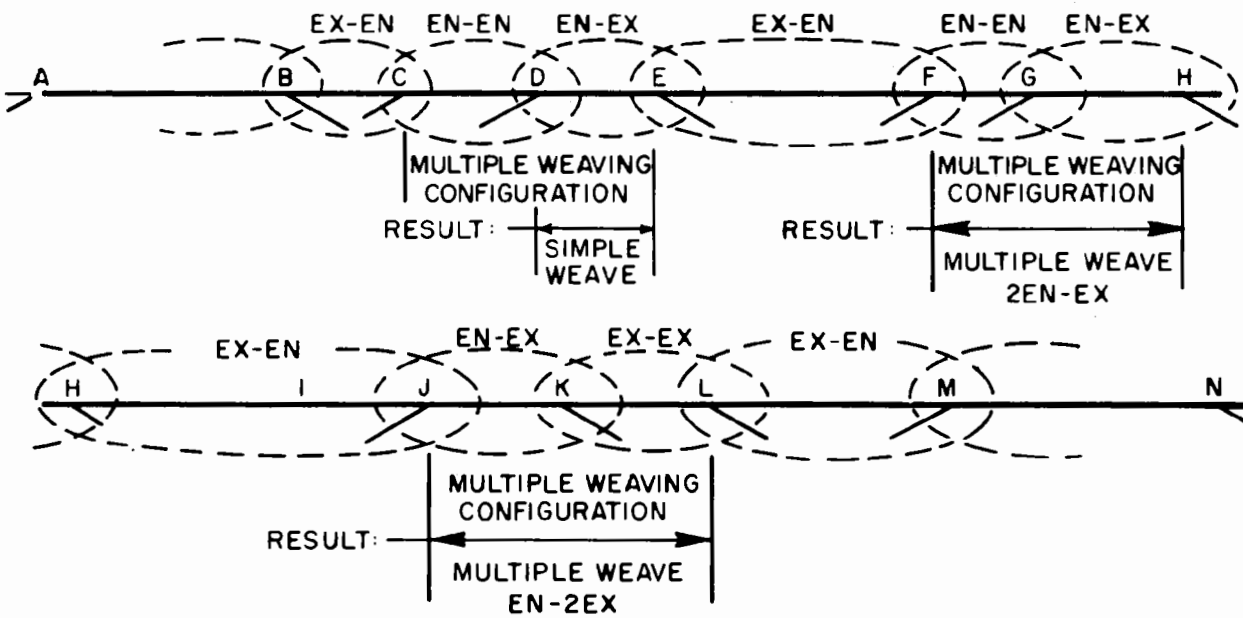 EX-EN EN-EN EN-EX EX-EN EN-EN EN-EX
A B C D E F G H
MULTIPLE WEAVING CONFIGURATION
RESULT:
SIMPLE WEAVE
MULTIPLE WEAVING CONFIGURATION
RESULT:
MULTIPLE WEAVE
2EN-EX
EX-EN EN-EX EX-EX EX-EN
H I J K L M N
MULTIPLE WEAVING CONFIGURATION
RESULT:
MULTIPLE WEAVE
EN-2EX